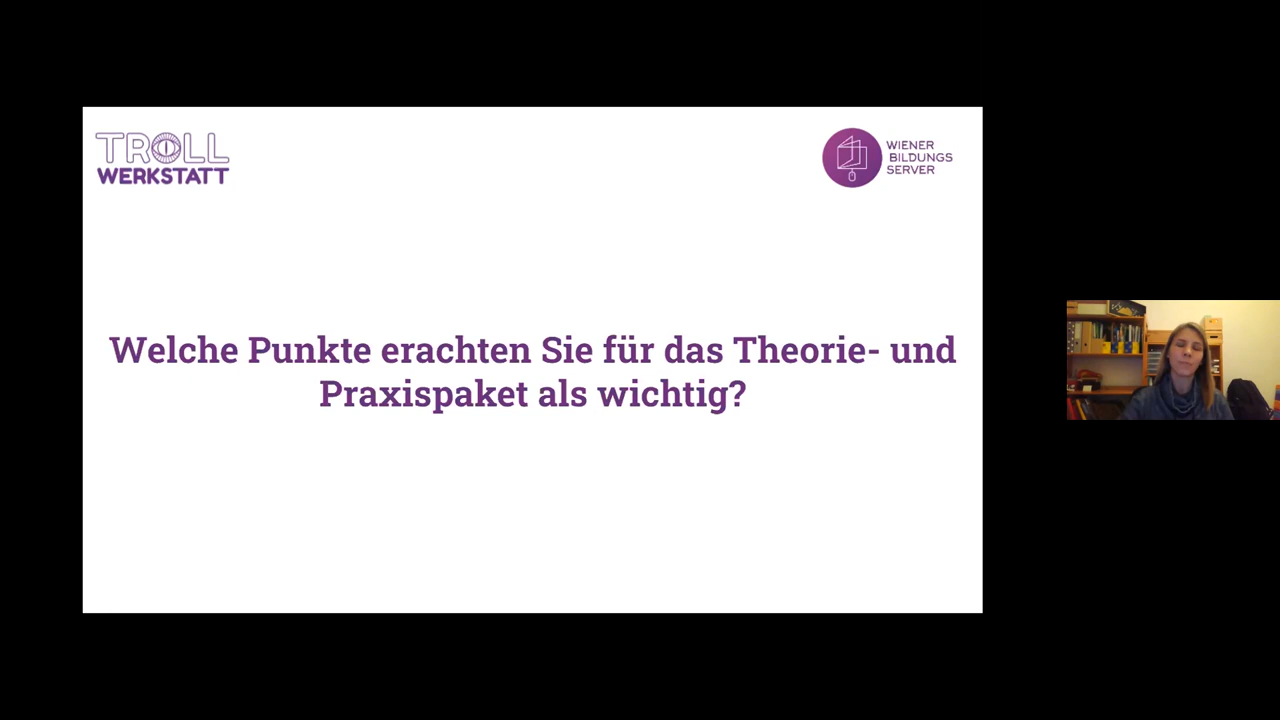 TROLL
WERKSTATT
WIENER
BILDUNGS
SERVER
Welche Punkte erachten Sie für das Theorie- und
Praxispaket als wichtig?